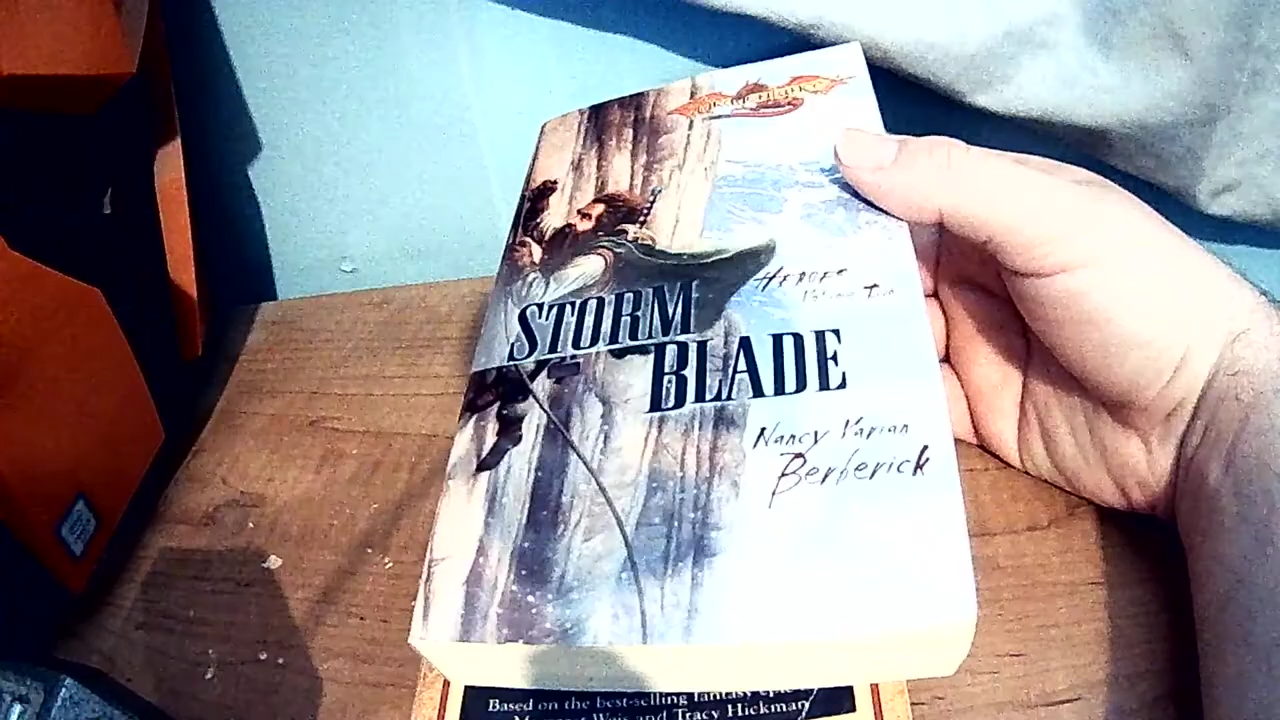 DRAGONLANCE
HEROES
Volume Two
STORM
BLADE
Nancy Varian
Berberick
Based on the best-selling fantasy epic
Margaret Weis and Tracy Hickman